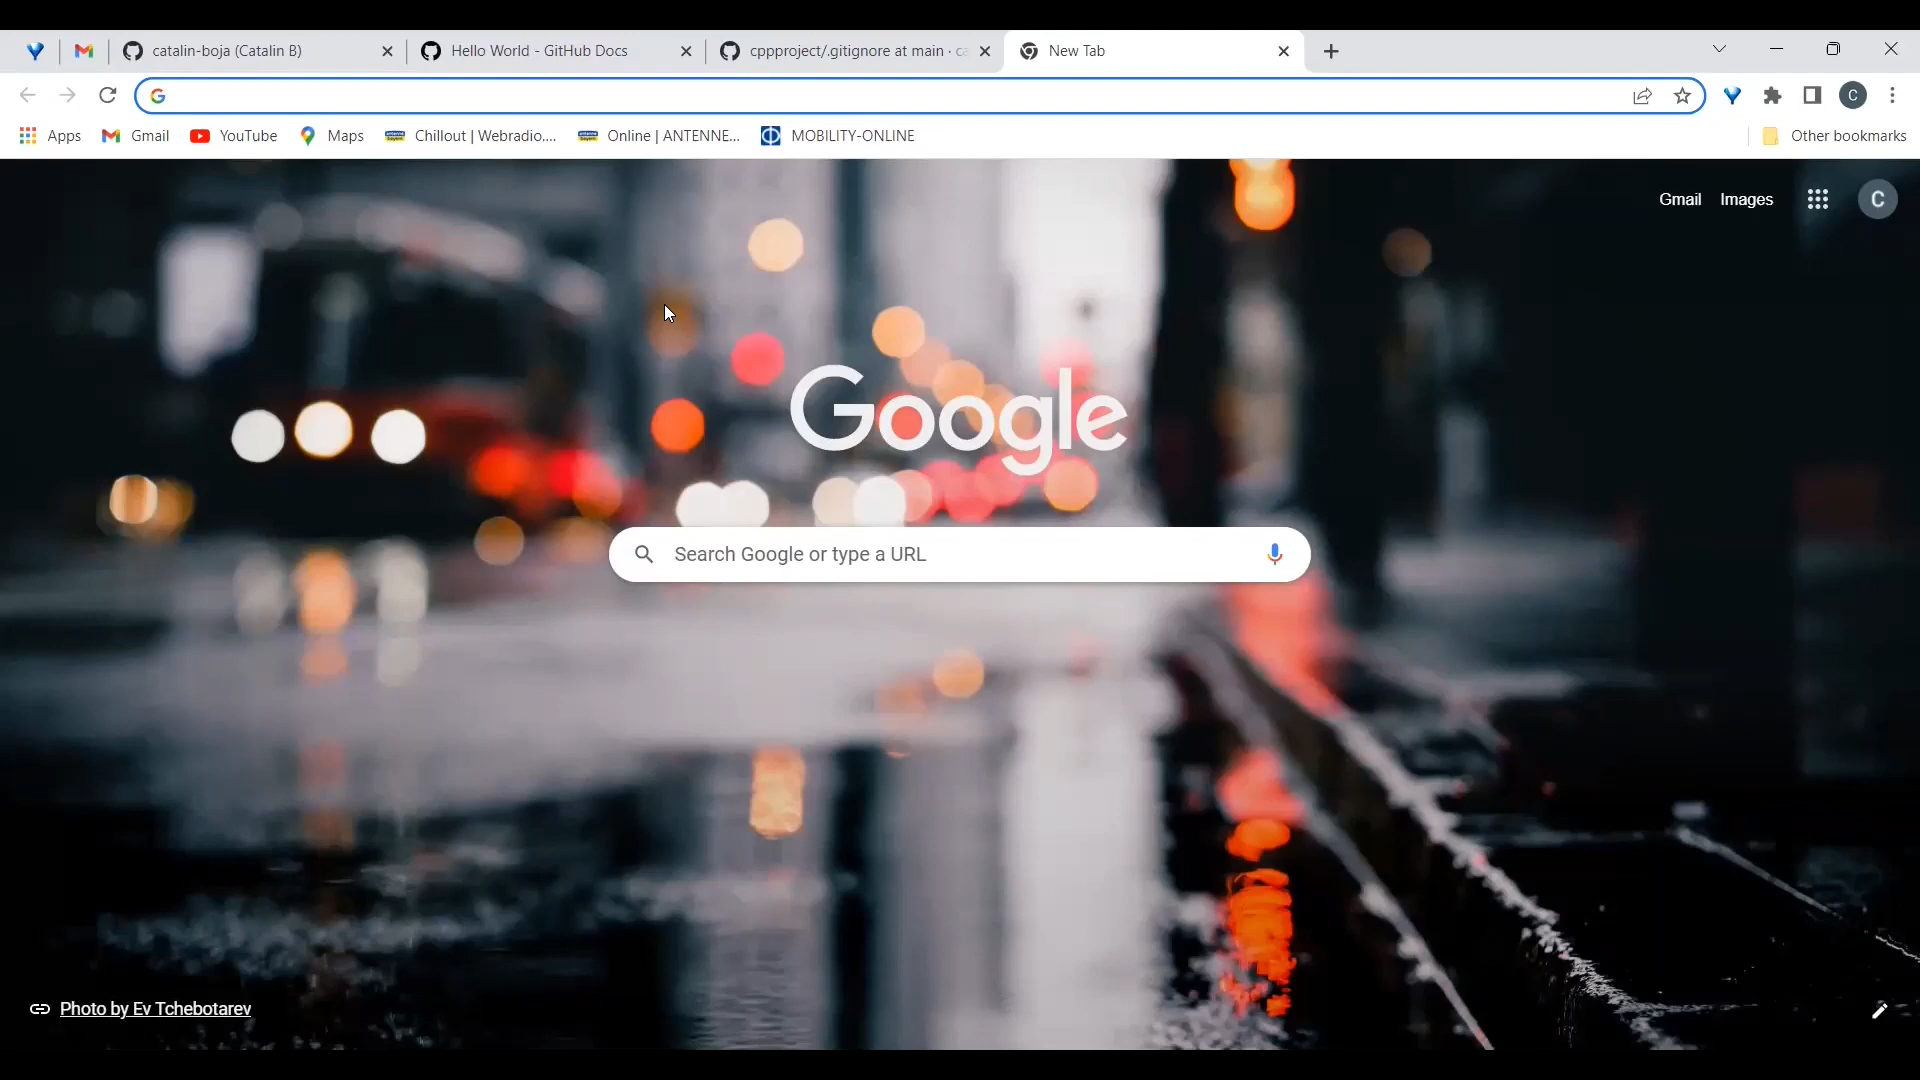 catalin-boja (Catalin B)
Hello World - GitHub Docs
cppproject/.gitignore at main · ca
New Tab
G
C
Apps
Gmail
YouTube
Maps
Chillout | Webradio....
Online | ANTENNE...
MOBILITY-ONLINE
Other bookmarks
Gmail
Images
C
Google
Search Google or type a URL
Photo by Ev Tchebotarev